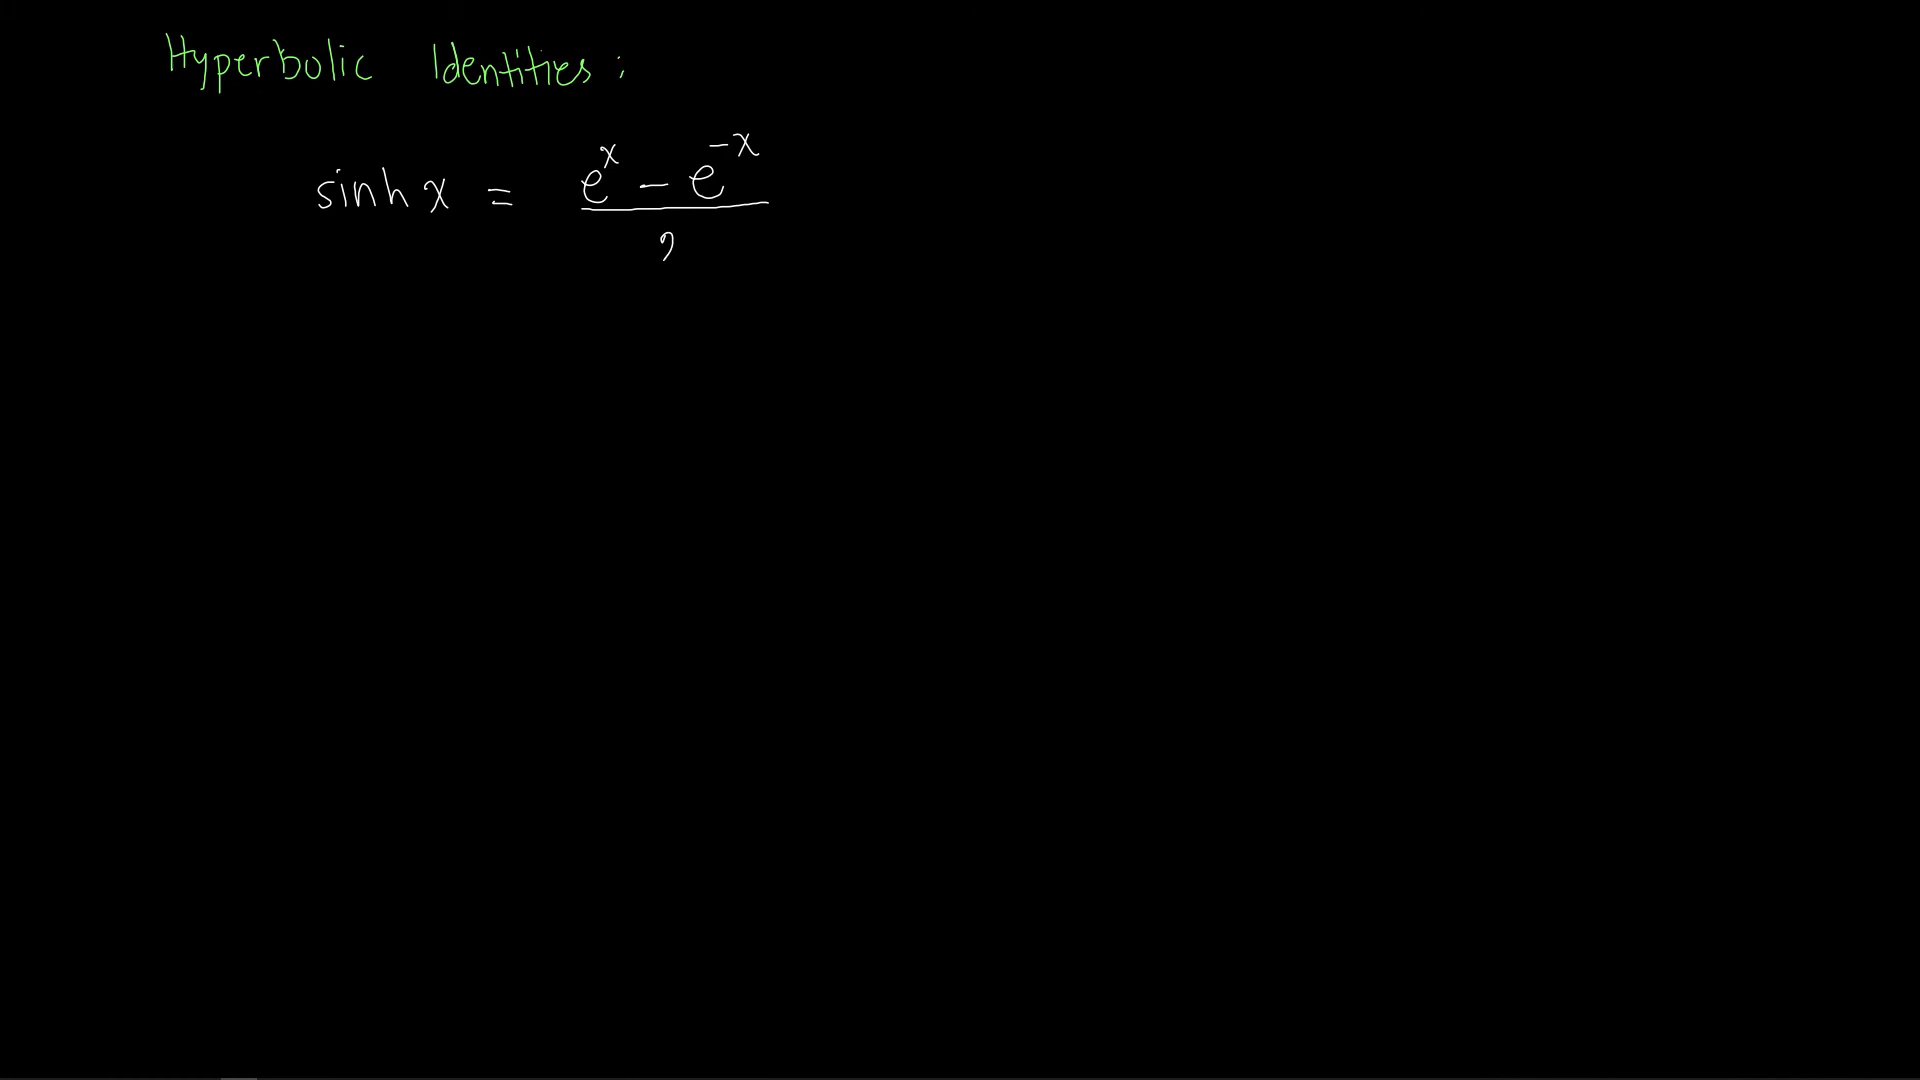 Hyperbolic Identities :
sinh x = (e^x - e^-x) / 2